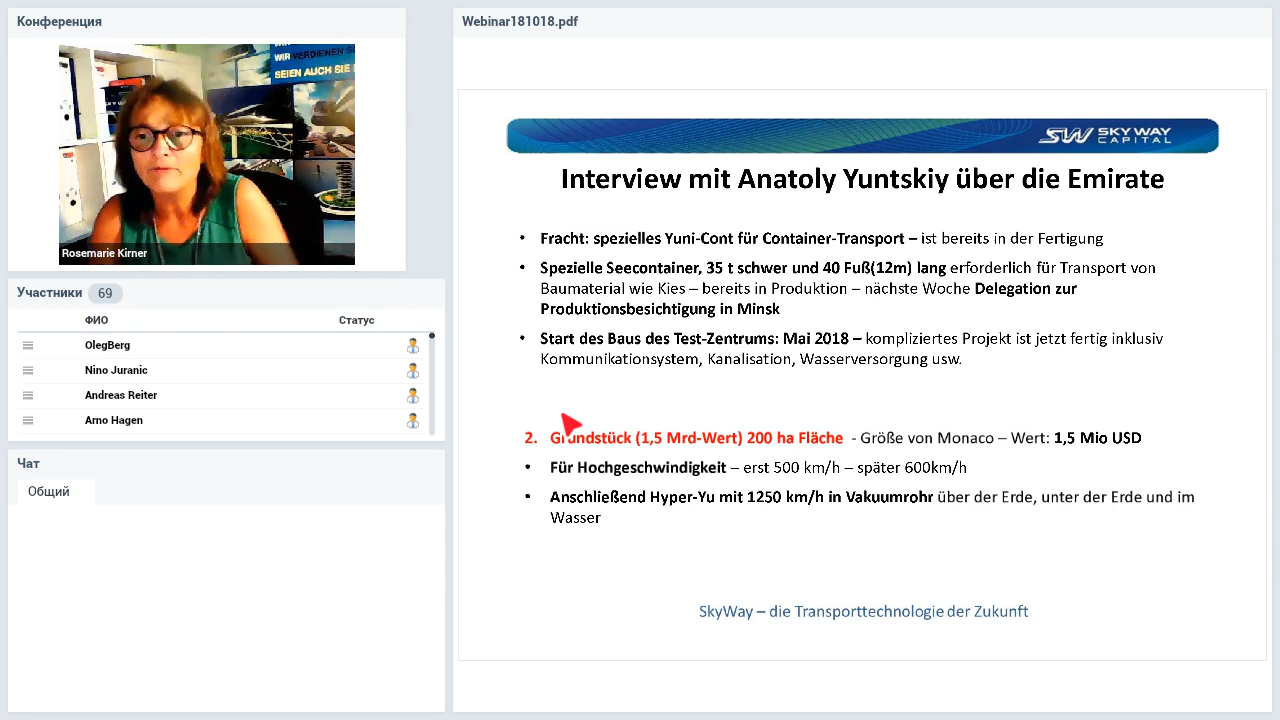 Конференция
WIR VERDIENEN
SEIEN AUCH SIE
Rosemarie Kirner
Участники 69
ФИО Статус
OlegBerg
Nino Juranic
Andreas Reiter
Arno Hagen
Чат
Общий
Webinar181018.pdf
SW SKY WAY
CAPITAL
Interview mit Anatoly Yuntskiy über die Emirate
• Fracht: spezielles Yuni-Cont für Container-Transport – ist bereits in der Fertigung
• Spezielle Seecontainer, 35 t schwer und 40 Fuß(12m) lang erforderlich für Transport von
Baumaterial wie Kies – bereits in Produktion – nächste Woche Delegation zur
Produktionsbesichtigung in Minsk
• Start des Baus des Test-Zentrums: Mai 2018 – kompliziertes Projekt ist jetzt fertig inklusiv
Kommunikationsystem, Kanalisation, Wasserversorgung usw.
2. Grundstück (1,5 Mrd-Wert) 200 ha Fläche - Größe von Monaco – Wert: 1,5 Mio USD
• Für Hochgeschwindigkeit – erst 500 km/h – später 600km/h
• Anschließend Hyper-Yu mit 1250 km/h in Vakuumrohr über der Erde, unter der Erde und im
Wasser
SkyWay – die Transporttechnologie der Zukunft